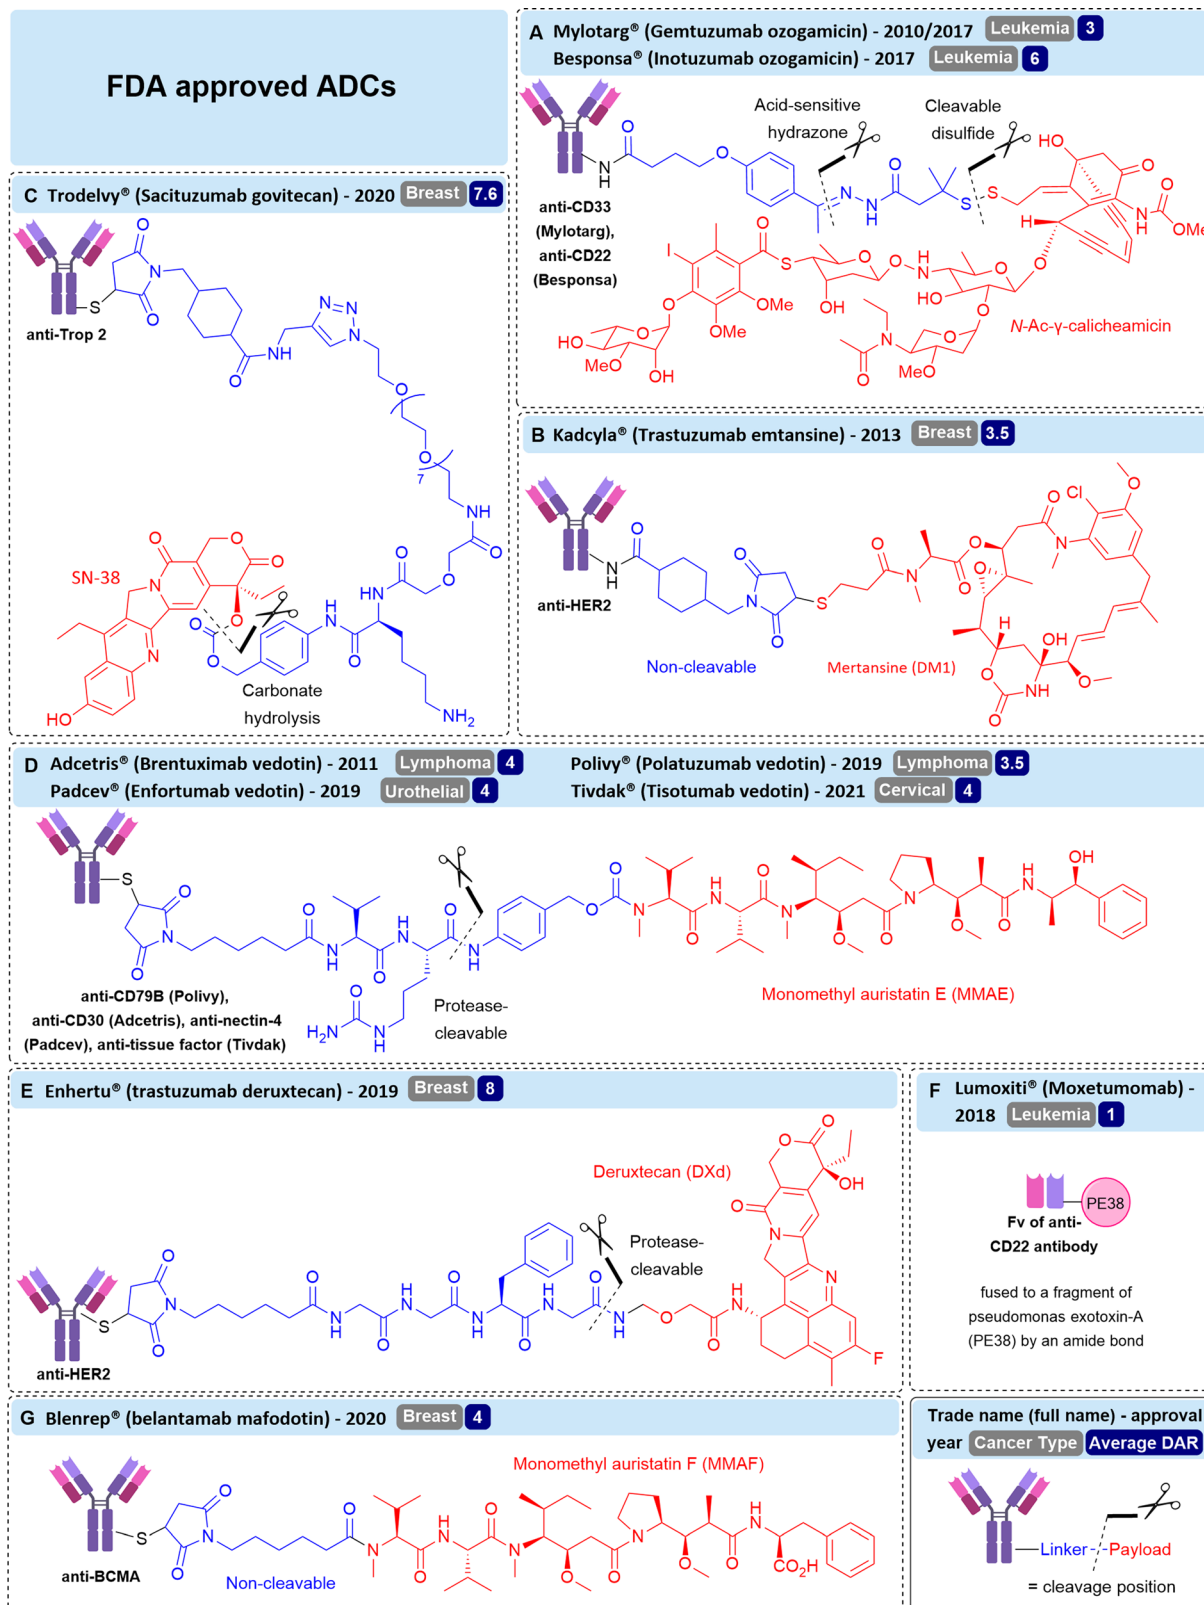 FDA approved ADCs
A Mylotarg® (Gemtuzumab ozogamicin) - 2010/2017 Leukemia 3
Besponsa® (Inotuzumab ozogamicin) - 2017 Leukemia 6
Acid-sensitive
hydrazone
Cleavable
disulfide
anti-CD33
(Mylotarg),
anti-CD22
(Besponsa)
N-Ac-γ-calicheamicin
C Trodelvy® (Sacituzumab govitecan) - 2020 Breast 7.6
anti-Trop 2
SN-38
Carbonate
hydrolysis
B Kadcyla® (Trastuzumab emtansine) - 2013 Breast 3.5
anti-HER2
Non-cleavable
Mertansine (DM1)
D Adcetris® (Brentuximab vedotin) - 2011 Lymphoma 4
Polivy® (Polatuzumab vedotin) - 2019 Lymphoma 3.5
Padcev® (Enfortumab vedotin) - 2019 Urothelial 4
Tivdak® (Tisotumab vedotin) - 2021 Cervical 4
anti-CD79B (Polivy),
anti-CD30 (Adcetris), anti-nectin-4
(Padcev), anti-tissue factor (Tivdak)
Protease-
cleavable
Monomethyl auristatin E (MMAE)
E Enhertu® (trastuzumab deruxtecan) - 2019 Breast 8
Deruxtecan (DXd)
Protease-
cleavable
anti-HER2
F Lumoxiti® (Moxetumomab) -
2018 Leukemia 1
PE38
Fv of anti-
CD22 antibody
fused to a fragment of
pseudomonas exotoxin-A
(PE38) by an amide bond
G Blenrep® (belantamab mafodotin) - 2020 Breast 4
anti-BCMA
Non-cleavable
Monomethyl auristatin F (MMAF)
Trade name (full name) - approval
year Cancer Type Average DAR
Linker Payload
= cleavage position